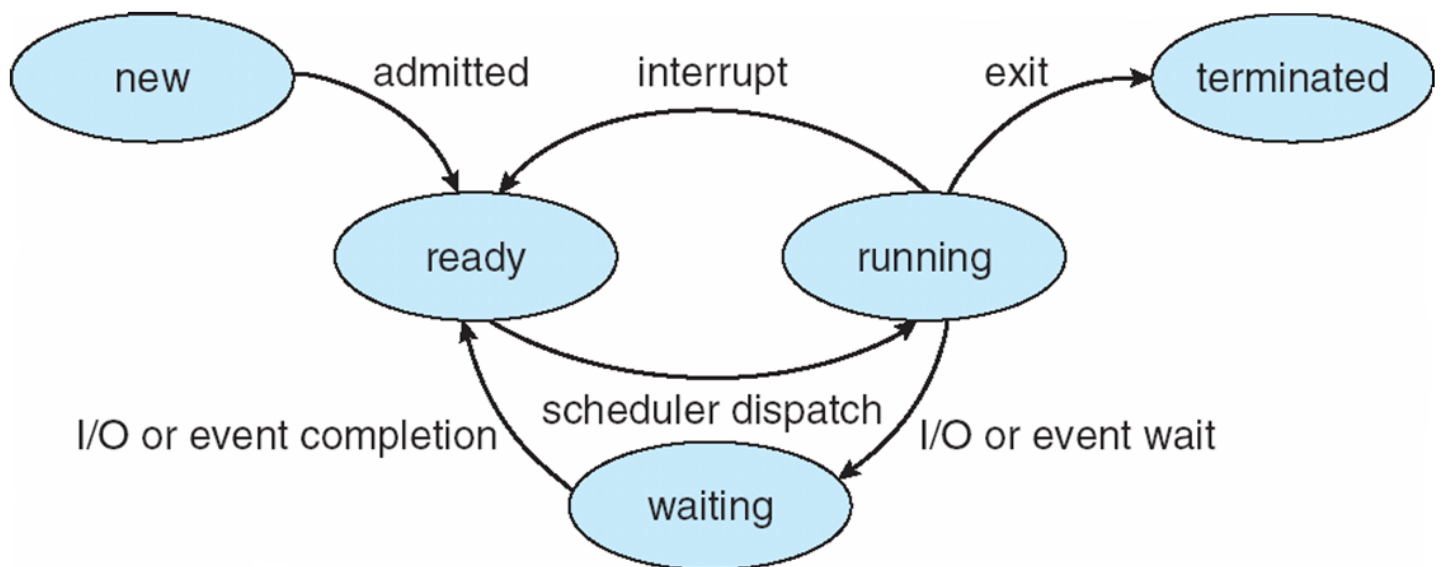 new
admitted
interrupt
exit
terminated
ready
running
scheduler dispatch
I/O or event completion
I/O or event wait
waiting